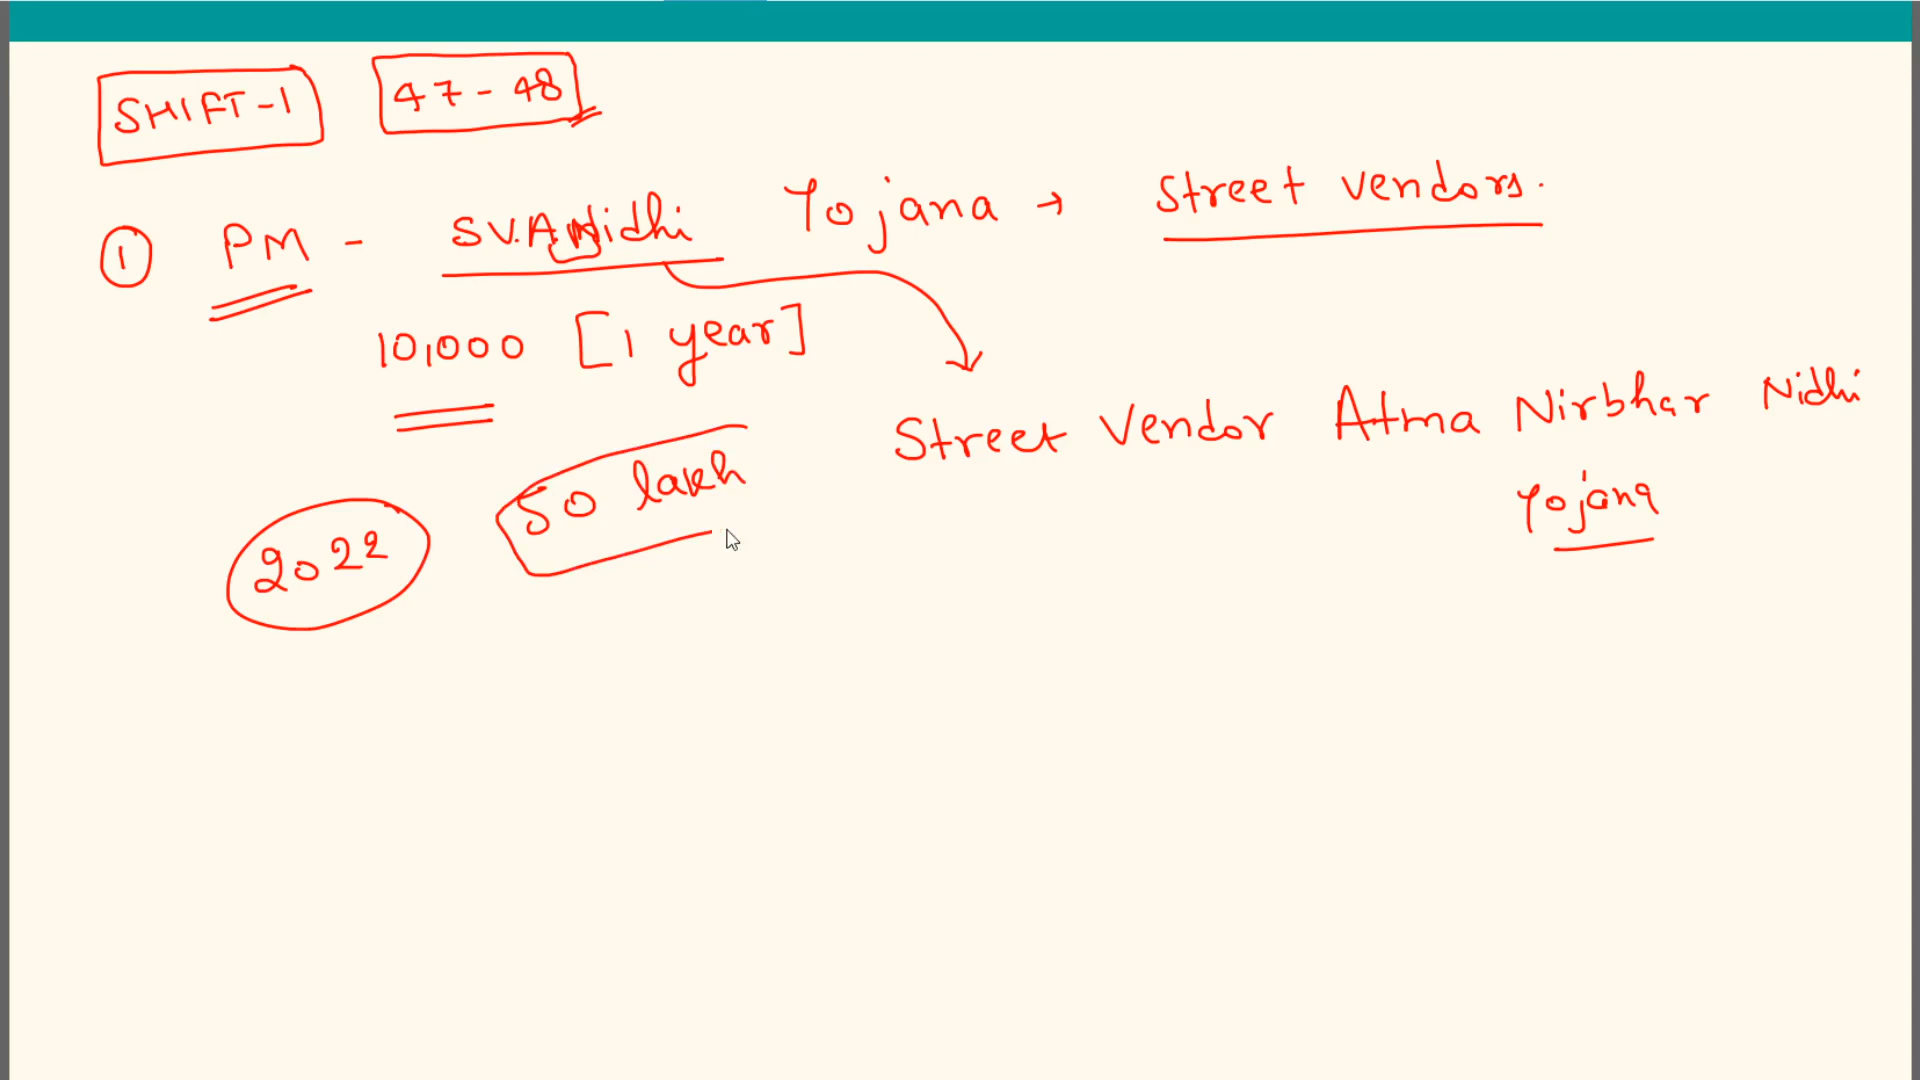 SHIFT-1 47-48
① PM - SVANidhi Yojana → Street vendors.
10,000 [1 year]
Street Vendor Atma Nirbhar Nidhi
Yojana
2022 50 lakh